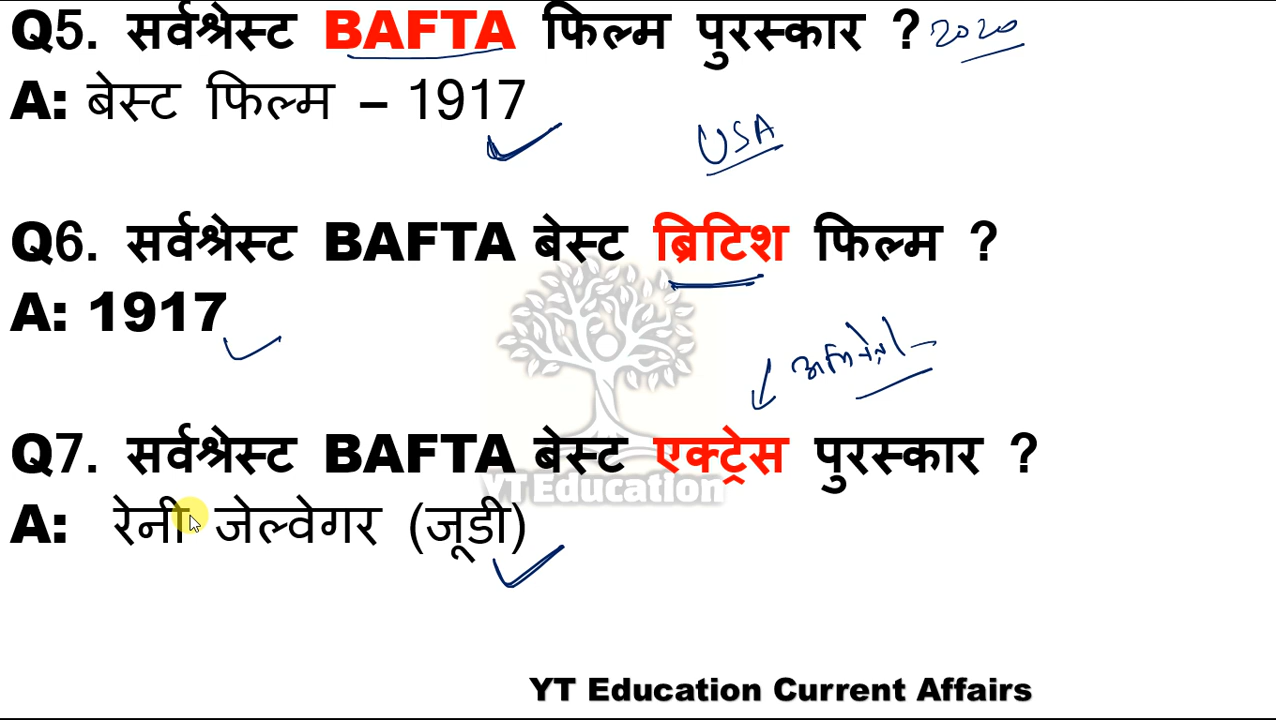 Q5. सर्वश्रेस्ट BAFTA फिल्म पुरस्कार ? 2020
A: बेस्ट फिल्म – 1917
USA
Q6. सर्वश्रेस्ट BAFTA बेस्ट ब्रिटिश फिल्म ?
A: 1917
Q7. सर्वश्रेस्ट BAFTA बेस्ट एक्ट्रेस पुरस्कार ?
YT Education
A: रेनी जेल्वेगर (जूडी)
YT Education Current Affairs